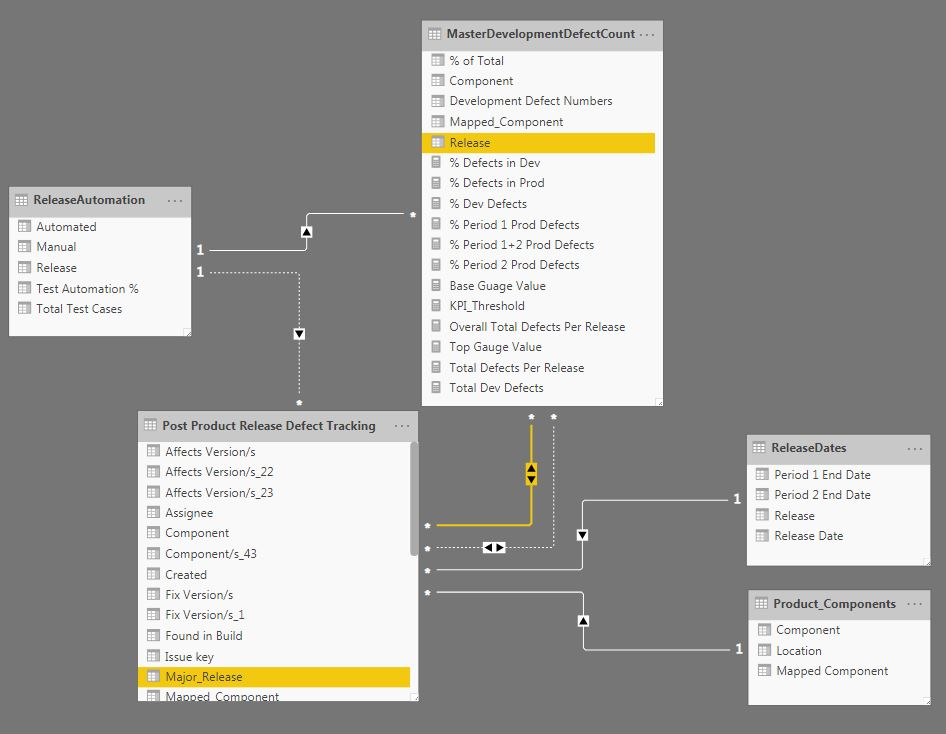 MasterDevelopmentDefectCount ...
% of Total
Component
Development Defect Numbers
Mapped_Component
Release
% Defects in Dev
% Defects in Prod
% Dev Defects
% Period 1 Prod Defects
% Period 1+2 Prod Defects
% Period 2 Prod Defects
Base Guage Value
KPI_Threshold
Overall Total Defects Per Release
Top Gauge Value
Total Defects Per Release
Total Dev Defects
ReleaseAutomation ...
Automated
Manual
Release
Test Automation %
Total Test Cases
1
*
1
*
* *
Post Product Release Defect Tracking ...
Affects Version/s
Affects Version/s_22
Affects Version/s_23
Assignee
Component
Component/s_43
Created
Fix Version/s
Fix Version/s_1
Found in Build
Issue key
Major_Release
Mapped_Component
*
*
*
*
1
1
ReleaseDates ...
Period 1 End Date
Period 2 End Date
Release
Release Date
Product_Components ...
Component
Location
Mapped Component